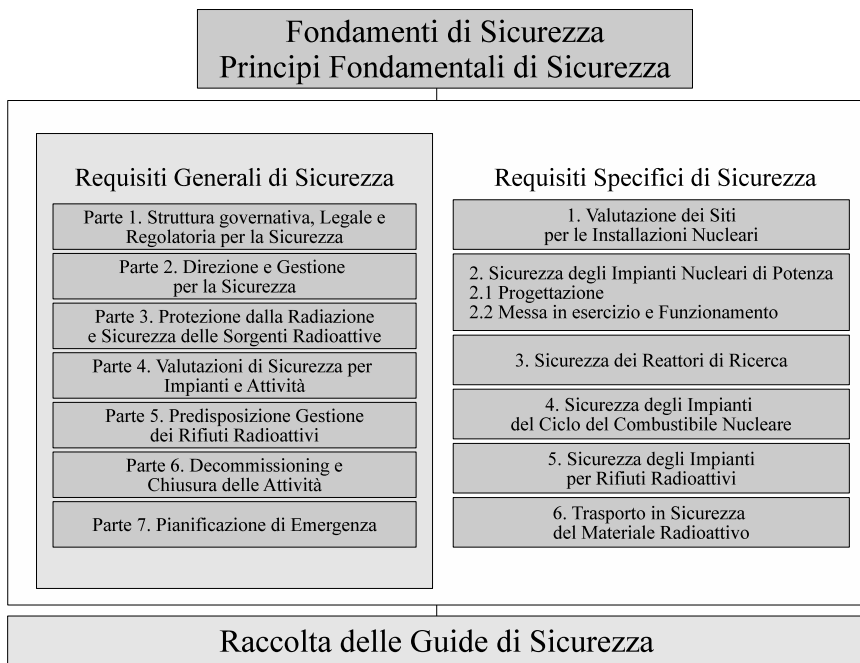 Fondamenti di Sicurezza
Principi Fondamentali di Sicurezza
Requisiti Generali di Sicurezza
Parte 1. Struttura governativa, Legale e
Regolatoria per la Sicurezza
Parte 2. Direzione e Gestione
per la Sicurezza
Parte 3. Protezione dalla Radiazione
e Sicurezza delle Sorgenti Radioattive
Parte 4. Valutazioni di Sicurezza per
Impianti e Attività
Parte 5. Predisposizione Gestione
dei Rifiuti Radioattivi
Parte 6. Decommissioning e
Chiusura delle Attività
Parte 7. Pianificazione di Emergenza
Requisiti Specifici di Sicurezza
1. Valutazione dei Siti
per le Installazioni Nucleari
2. Sicurezza degli Impianti Nucleari di Potenza
2.1 Progettazione
2.2 Messa in esercizio e Funzionamento
3. Sicurezza dei Reattori di Ricerca
4. Sicurezza degli Impianti
del Ciclo del Combustibile Nucleare
5. Sicurezza degli Impianti
per Rifiuti Radioattivi
6. Trasporto in Sicurezza
del Materiale Radioattivo
Raccolta delle Guide di Sicurezza